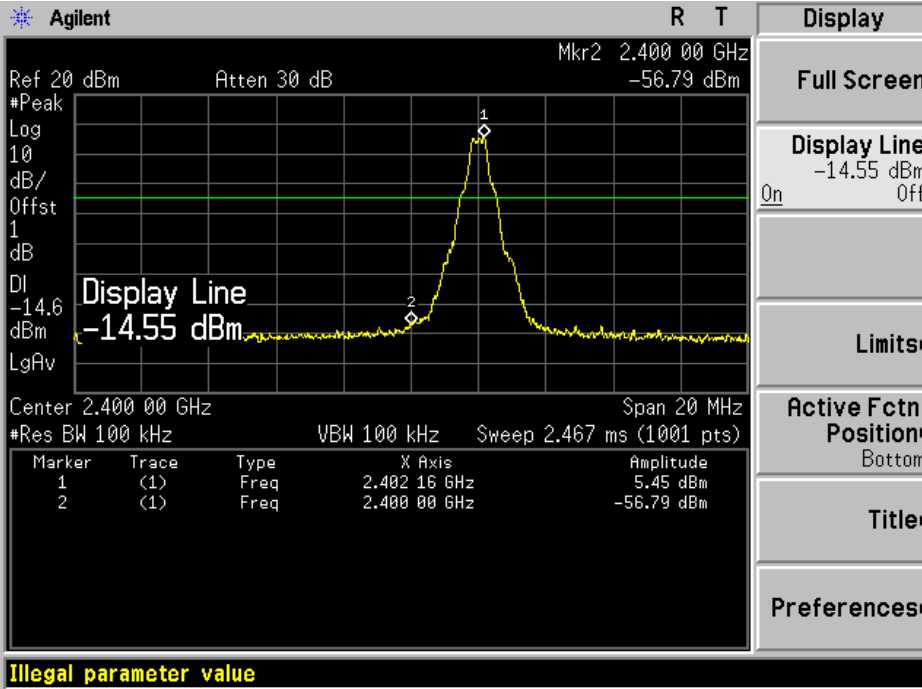 Agilent R T
Mkr2 2.400 00 GHz
Ref 20 dBm Atten 30 dB -56.79 dBm
#Peak
Log
10
dB/
Offst
1
dB
DI
-14.6
dBm
LgAv
1
2
Display Line
-14.55 dBm
Center 2.400 00 GHz Span 20 MHz
#Res BW 100 kHz VBW 100 kHz Sweep 2.467 ms (1001 pts)
Marker Trace Type X Axis Amplitude
1 (1) Freq 2.402 16 GHz 5.45 dBm
2 (1) Freq 2.400 00 GHz -56.79 dBm
Illegal parameter value
Display
Full Screen
Display Line
-14.55 dBm
On Off
Limits
Active Fctn
Position
Bottom
Title
Preferences